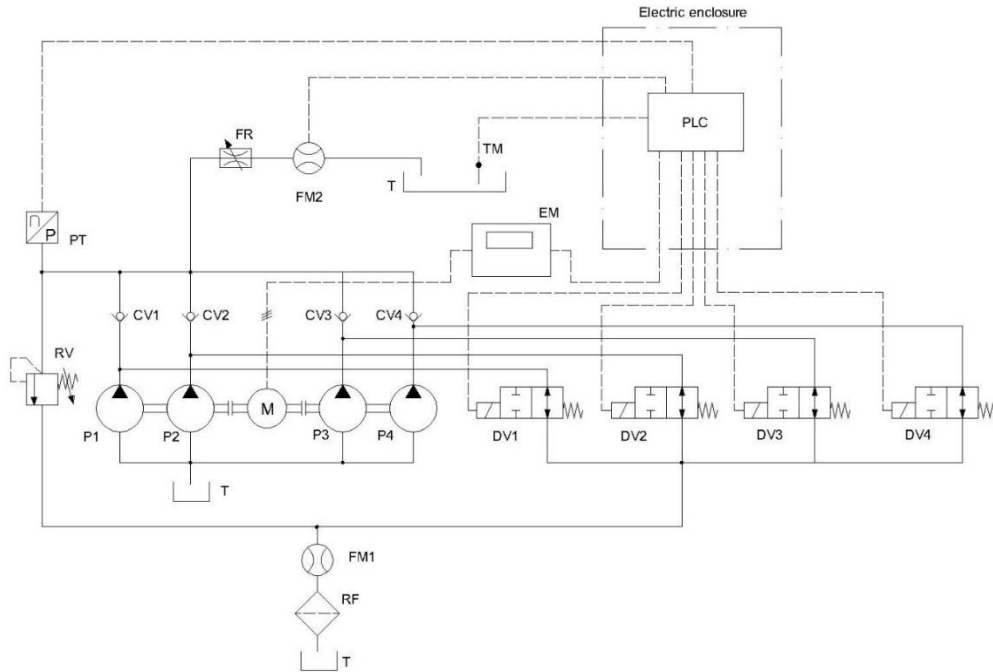 Electric enclosure
PLC
FR
TM
FM2
T
EM
n
P
PT
CV1
CV2
CV3
CV4
RV
M
P1
P2
P3
P4
DV1
DV2
DV3
DV4
T
FM1
RF
T